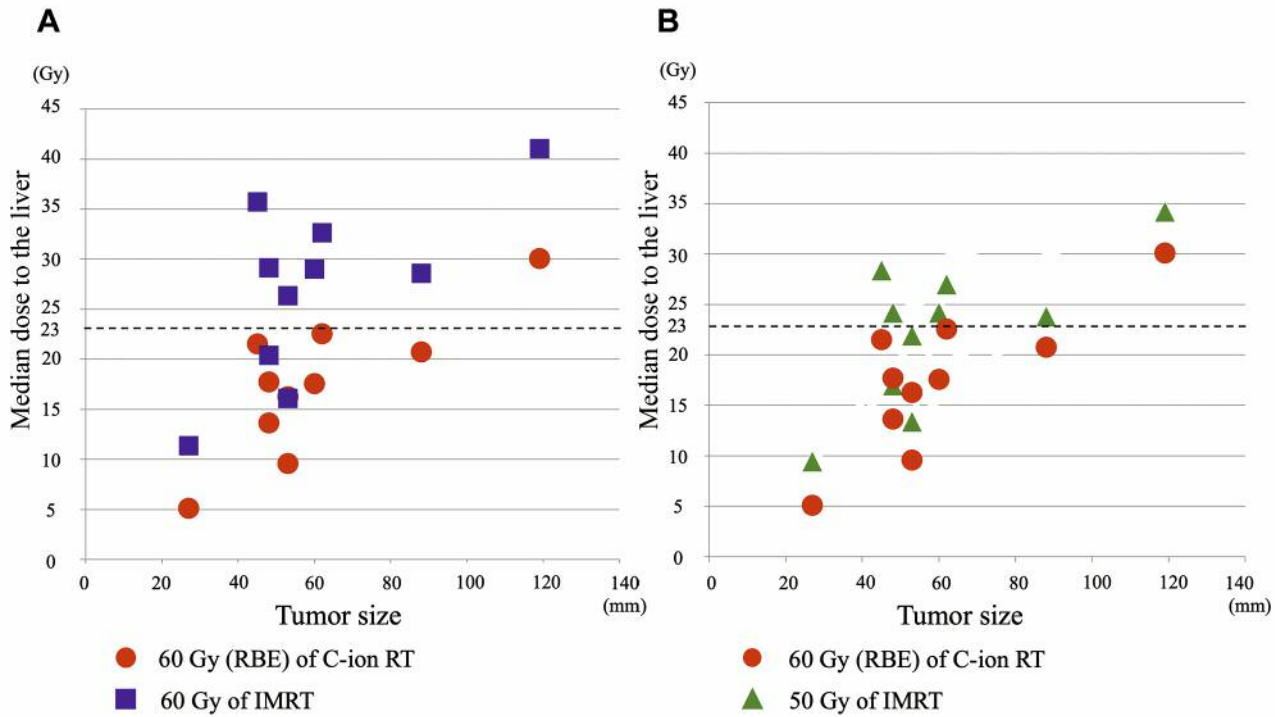 A
(Gy)
Median dose to the liver
45
40
35
30
25
23
20
15
10
5
0
0 20 40 60 80 100 120 140
(mm)
Tumor size
60 Gy (RBE) of C-ion RT
60 Gy of IMRT
B
(Gy)
Median dose to the liver
45
40
35
30
25
23
20
15
10
5
0
0 20 40 60 80 100 120 140
(mm)
Tumor size
60 Gy (RBE) of C-ion RT
50 Gy of IMRT